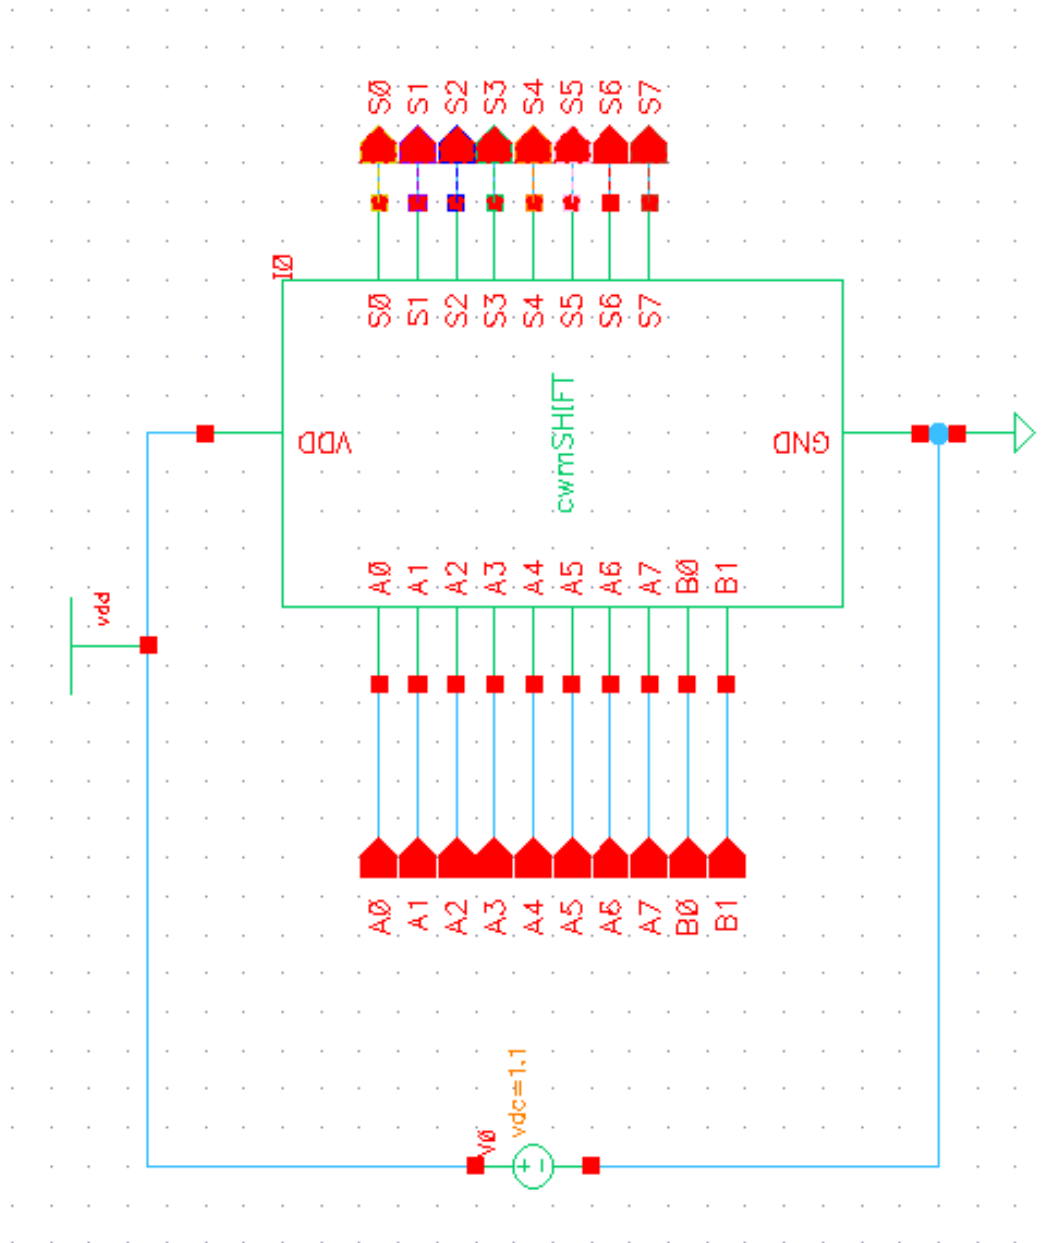 S0 S1 S2 S3 S4 S5 S6 S7
I0
S0 S1 S2 S3 S4 S5 S6 S7
VDD
cwmSHIFT
GND
A0 A1 A2 A3 A4 A5 A6 A7 B0 B1
vdd
A0 A1 A2 A3 A4 A5 A6 A7 B0 B1
vdc=1.1
V0
+ −